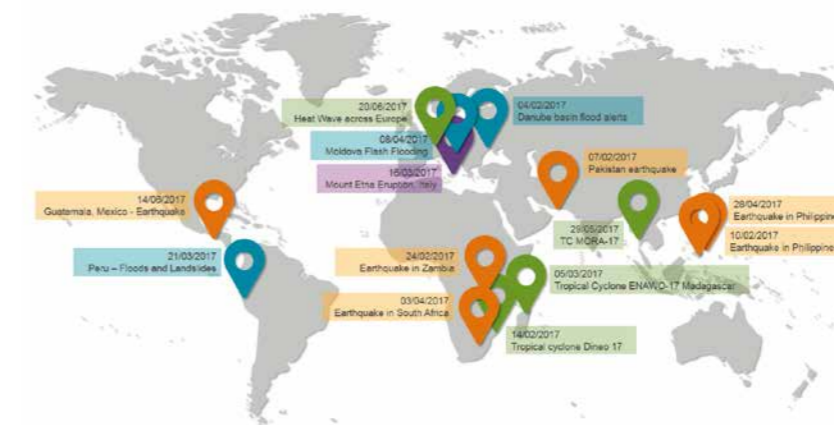 20/06/2017
Heat Wave across Europe
04/02/2017
Danube basin flood alerts
08/04/2017
Moldova Flash Flooding
16/03/2017
Mount Etna Eruption, Italy
07/02/2017
Pakistan earthquake
14/06/2017
Guatemala, Mexico - Earthquake
28/04/2017
Earthquake in Philippine
29/05/2017
TC MORA-17
10/02/2017
Earthquake in Philippine
21/03/2017
Peru – Floods and Landslides
24/02/2017
Earthquake in Zambia
05/03/2017
Tropical Cyclone ENAWO-17 Madagascar
03/04/2017
Earthquake in South Africa
14/02/2017
Tropical cyclone Dineo 17